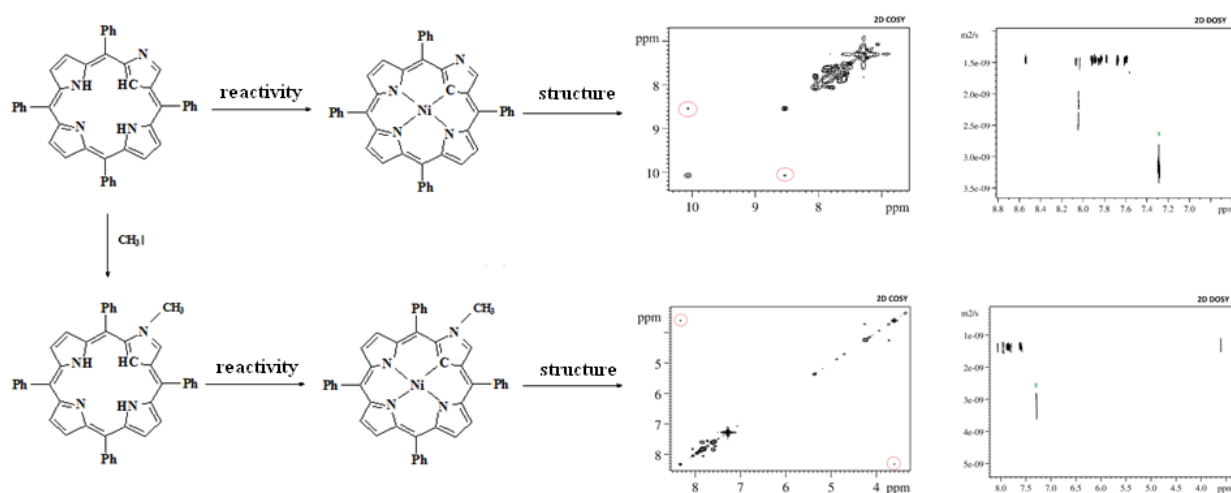 Ph
N
NH
HC
Ph
Ph
N
HN
Ph
reactivity
Ph
N
N
C
Ni
Ph
Ph
N
N
Ph
structure
2D COSY
ppm
8
9
10
10
9
8
ppm
2D DOSY
m2/s
1.5e-09
2.0e-09
2.5e-09
3.0e-09
3.5e-09
8.8 8.6 8.4 8.2 8.0 7.8 7.6 7.4 7.2 7.0
ppm
CH₃I
Ph
CH₃
N
NH
HC
Ph
Ph
N
HN
Ph
reactivity
Ph
CH₃
N
N
C
Ni
Ph
Ph
N
N
Ph
structure
2D COSY
ppm
5
6
7
8
8 7 6 5 4 ppm
2D DOSY
m2/s
1e-09
2e-09
3e-09
4e-09
5e-09
8.0 7.5 7.0 6.5 6.0 5.5 5.0 4.5 4.0 ppm